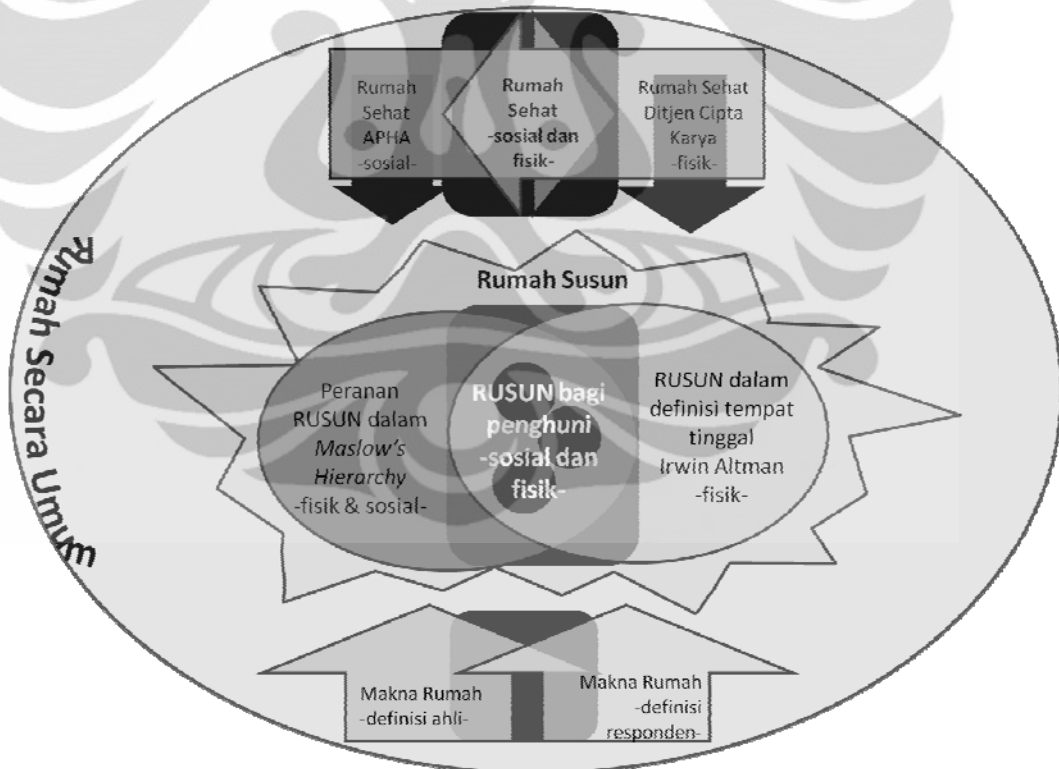 Rumah
Sehat
APHA
-sosial-
Rumah
Sehat
-sosial dan
fisik-
Rumah Sehat
Ditjen Cipta
Karya
-fisik-
Rumah Secara Umum
Rumah Susun
Peranan
RUSUN dalam
Maslow's
Hierarchy
-fisik & sosial-
RUSUN bagi
penghuni
-sosial dan
fisik-
RUSUN dalam
definisi tempat
tinggal
Irwin Altman
-fisik-
Makna Rumah
-definisi ahli-
Makna Rumah
-definisi
responden-